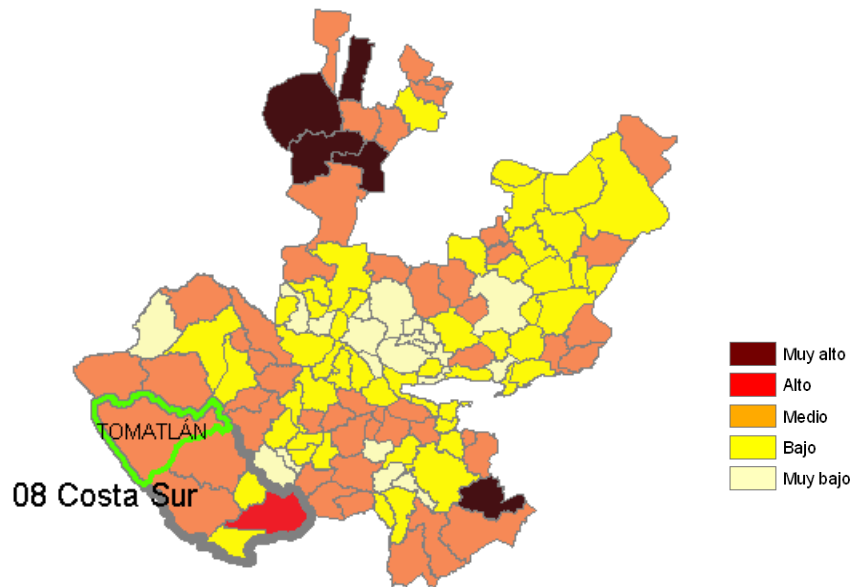 Muy alto
Alto
Medio
Bajo
Muy bajo
TOMATLÁN
08 Costa Sur